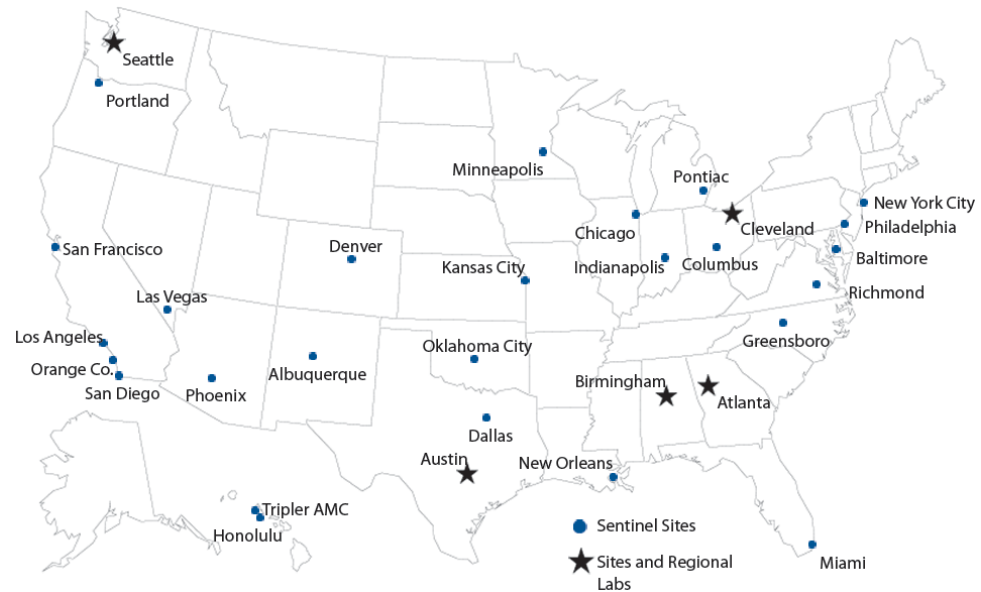 Seattle
Portland
Minneapolis
Pontiac
New York City
Cleveland
Philadelphia
Chicago
San Francisco
Denver
Baltimore
Kansas City
Indianapolis
Columbus
Las Vegas
Richmond
Los Angeles
Oklahoma City
Greensboro
Orange Co.
Albuquerque
Birmingham
San Diego
Phoenix
Atlanta
Dallas
Austin
New Orleans
Tripler AMC
Honolulu
Sentinel Sites
Miami
Sites and Regional
Labs